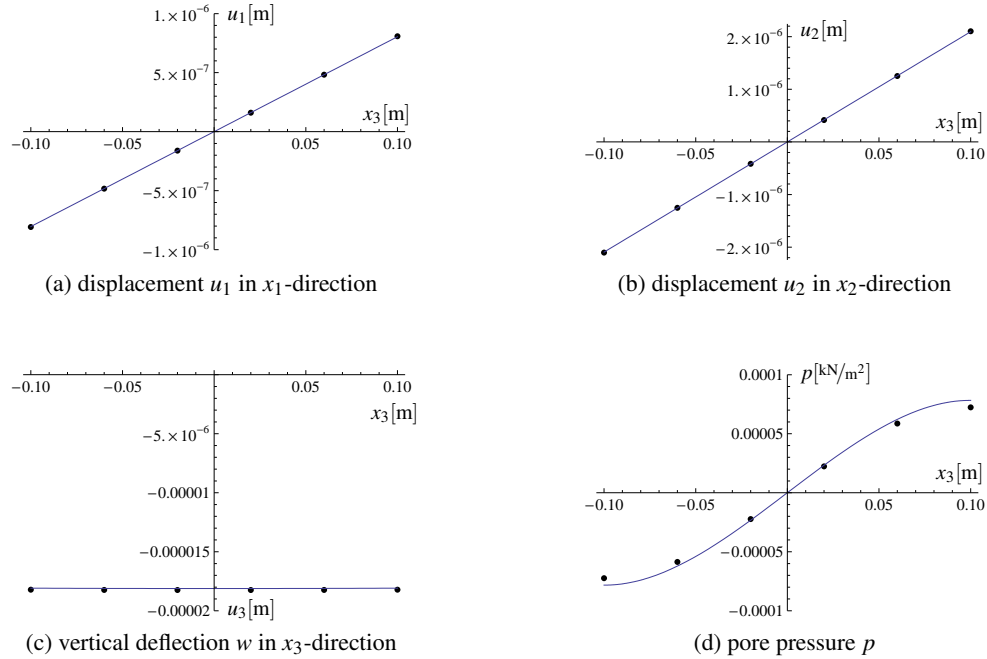 1.×10⁻⁶ u₁[m]
5.×10⁻⁷
x₃[m]
−0.10 −0.05 0.05 0.10
−5.×10⁻⁷
−1.×10⁻⁶
(a) displacement u₁ in x₁-direction
2.×10⁻⁶ u₂[m]
1.×10⁻⁶
x₃[m]
−0.10 −0.05 0.05 0.10
−1.×10⁻⁶
−2.×10⁻⁶
(b) displacement u₂ in x₂-direction
−0.10 −0.05 0.05 0.10
x₃[m]
−5.×10⁻⁶
−0.00001
−0.000015
−0.00002 u₃[m]
(c) vertical deflection w in x₃-direction
0.0001 p[kN/m²]
0.00005
x₃[m]
−0.10 −0.05 0.05 0.10
−0.00005
−0.0001
(d) pore pressure p